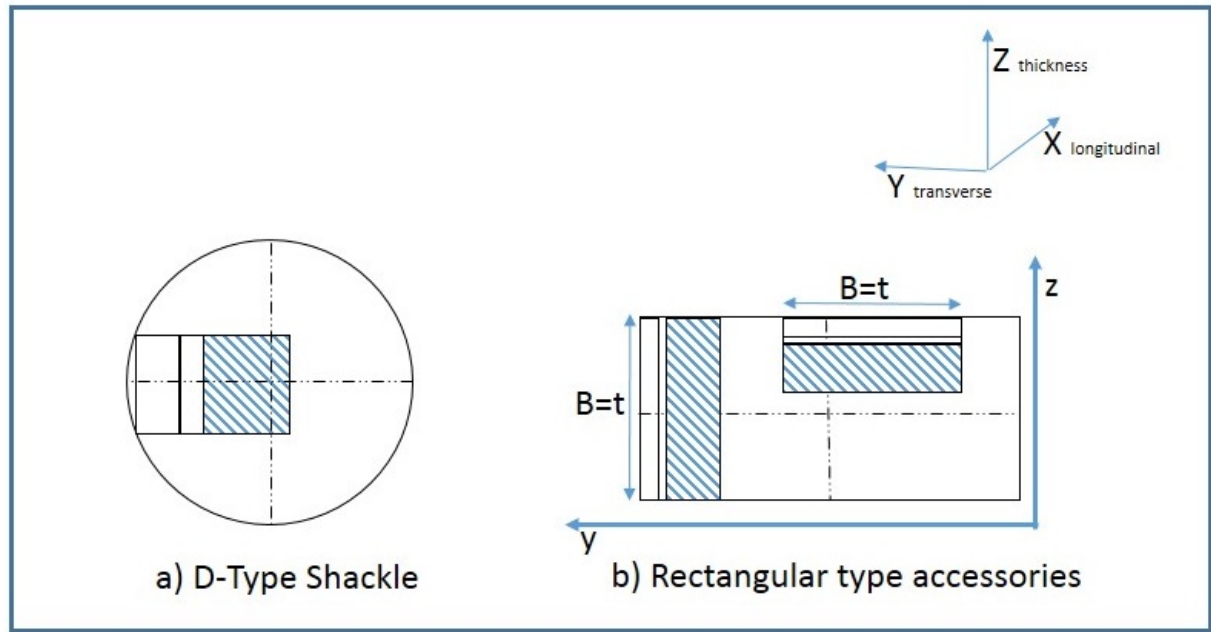 Z thickness
X longitudinal
Y transverse
B=t
z
B=t
y
a) D-Type Shackle
b) Rectangular type accessories